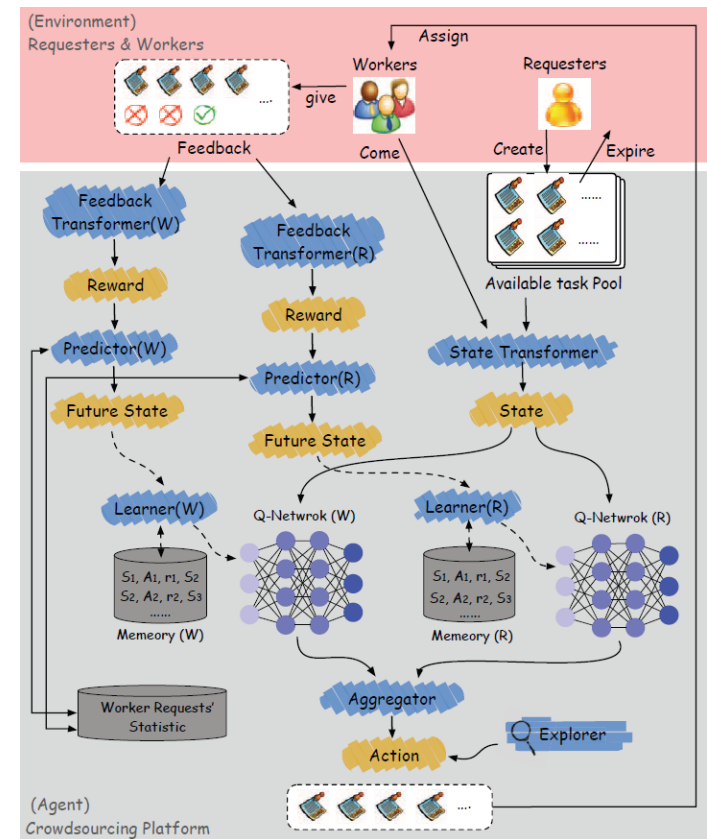 (Environment)
Requesters & Workers
Assign
Workers
Requesters
....
give
Feedback
Come
Create
Expire
......
......
Available task Pool
Feedback
Transformer(W)
Feedback
Transformer(R)
Reward
Reward
Predictor(W)
Predictor(R)
State Transformer
Future State
Future State
State
Learner(W)
Q-Netwrok (W)
Learner(R)
Q-Netwrok (R)
S1, A1, r1, S2
S2, A2, r2, S3
......
Memeory (W)
S1, A1, r1, S2
S2, A2, r2, S3
......
Memeory (R)
Aggregator
Worker Requests'
Statistic
Explorer
Action
....
(Agent)
Crowdsourcing Platform